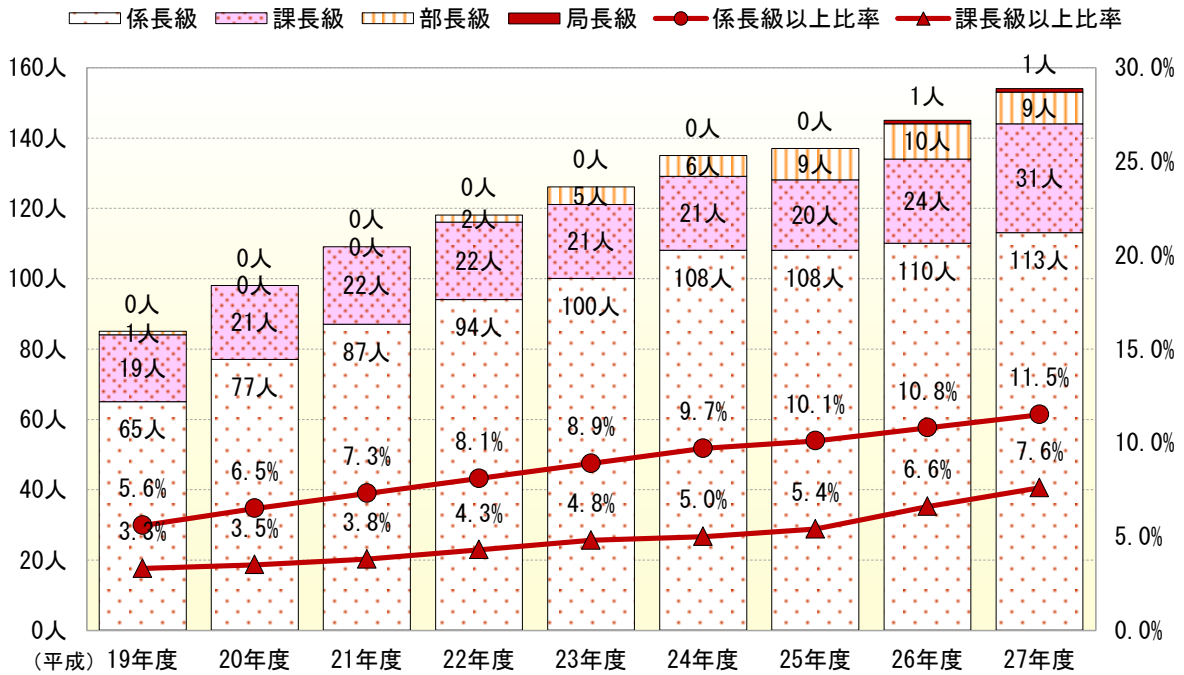 係長級 課長級 部長級 局長級 係長級以上比率 課長級以上比率
160人 140人 120人 100人 80人 60人 40人 20人 0人
30.0% 25.0% 20.0% 15.0% 10.0% 5.0% 0.0%
0人 0人 0人 0人 0人 0人 0人 1人 1人
1人 0人 0人 2人 5人 6人 9人 10人 9人
19人 21人 22人 22人 21人 21人 20人 24人 31人
65人 77人 87人 94人 100人 108人 108人 110人 113人
5.6% 6.5% 7.3% 8.1% 8.9% 9.7% 10.1% 10.8% 11.5%
3.3% 3.5% 3.8% 4.3% 4.8% 5.0% 5.4% 6.6% 7.6%
(平成) 19年度 20年度 21年度 22年度 23年度 24年度 25年度 26年度 27年度